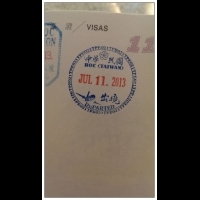 / VISAS
中華民國
ROC (TAIWAN)
JUL 11. 2013
出境
DEPARTED